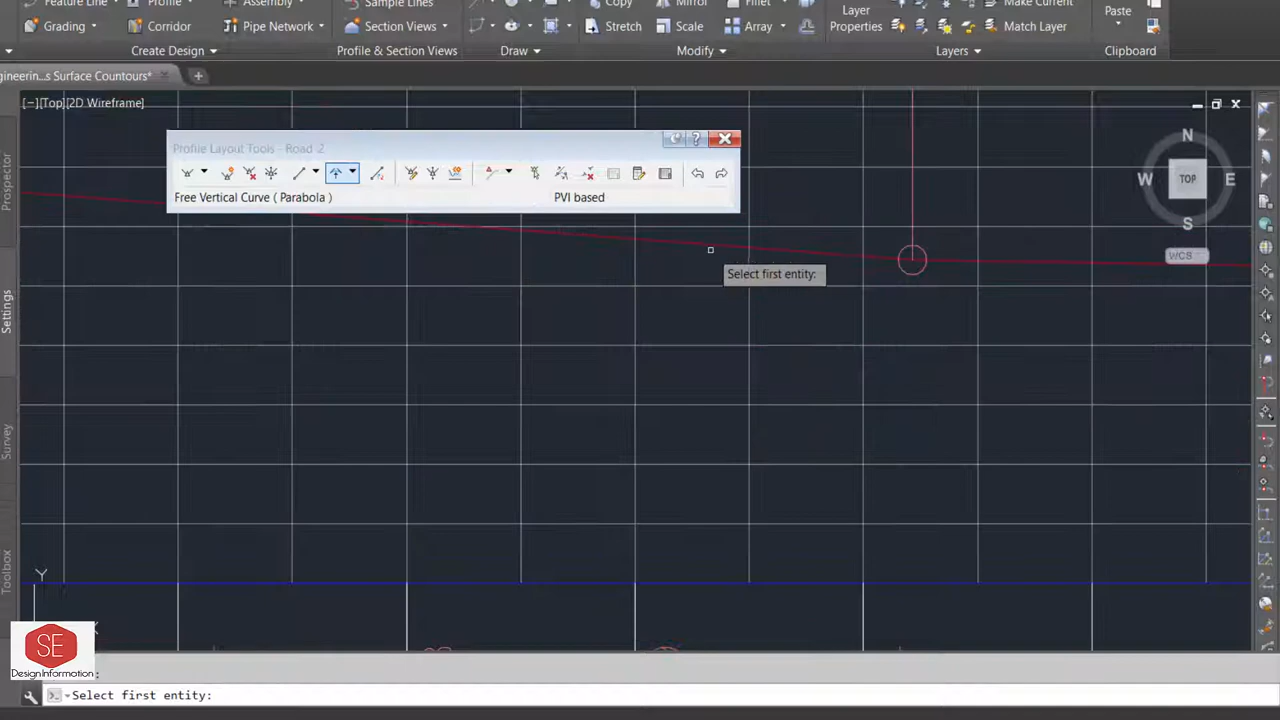 Feature Line
Profile
Assembly
Sample Lines
Copy
Mirror
Fillet
Make Current
Grading
Corridor
Pipe Network
Section Views
Stretch
Scale
Array
Layer
Properties
Match Layer
Paste
Create Design
Profile & Section Views
Draw
Modify
Layers
Clipboard
ngineerin...s Surface Countours*
[−][Top][2D Wireframe]
N
W TOP E
S
WCS
Profile Layout Tools - Road 2
Free Vertical Curve ( Parabola )
PVI based
Select first entity:
Prospector
Settings
Survey
Toolbox
Y
SE
Design Information
:
Select first entity: